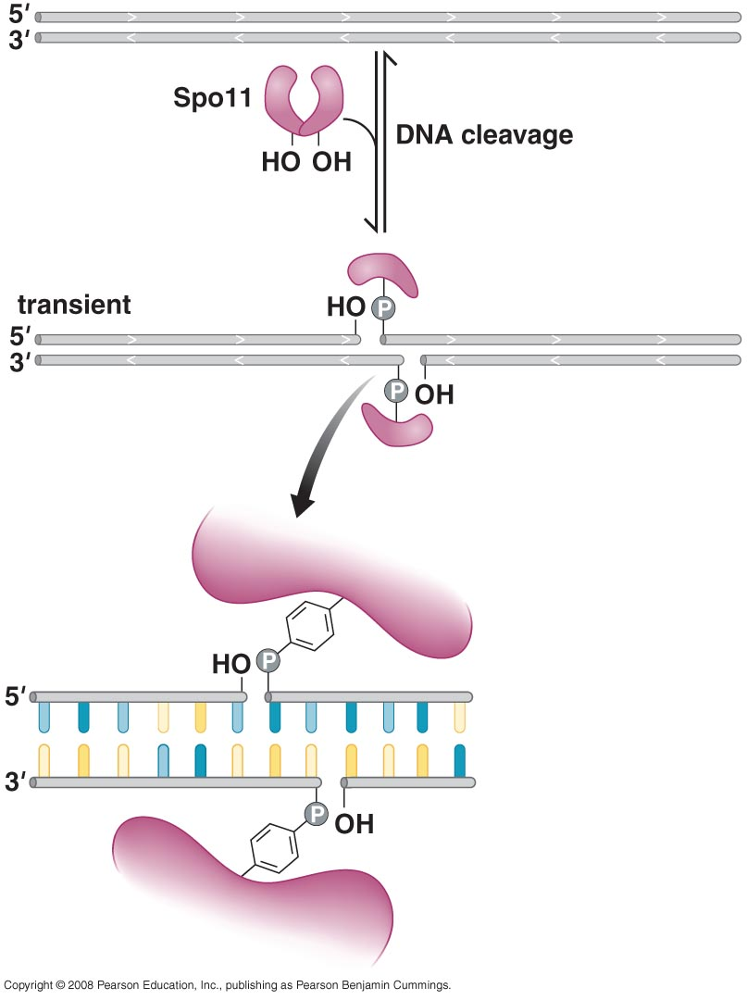 5′
3′
Spo11
HO OH
DNA cleavage
transient
HO P
5′
3′
P OH
HO P
5′
3′
P OH
Copyright © 2008 Pearson Education, Inc., publishing as Pearson Benjamin Cummings.